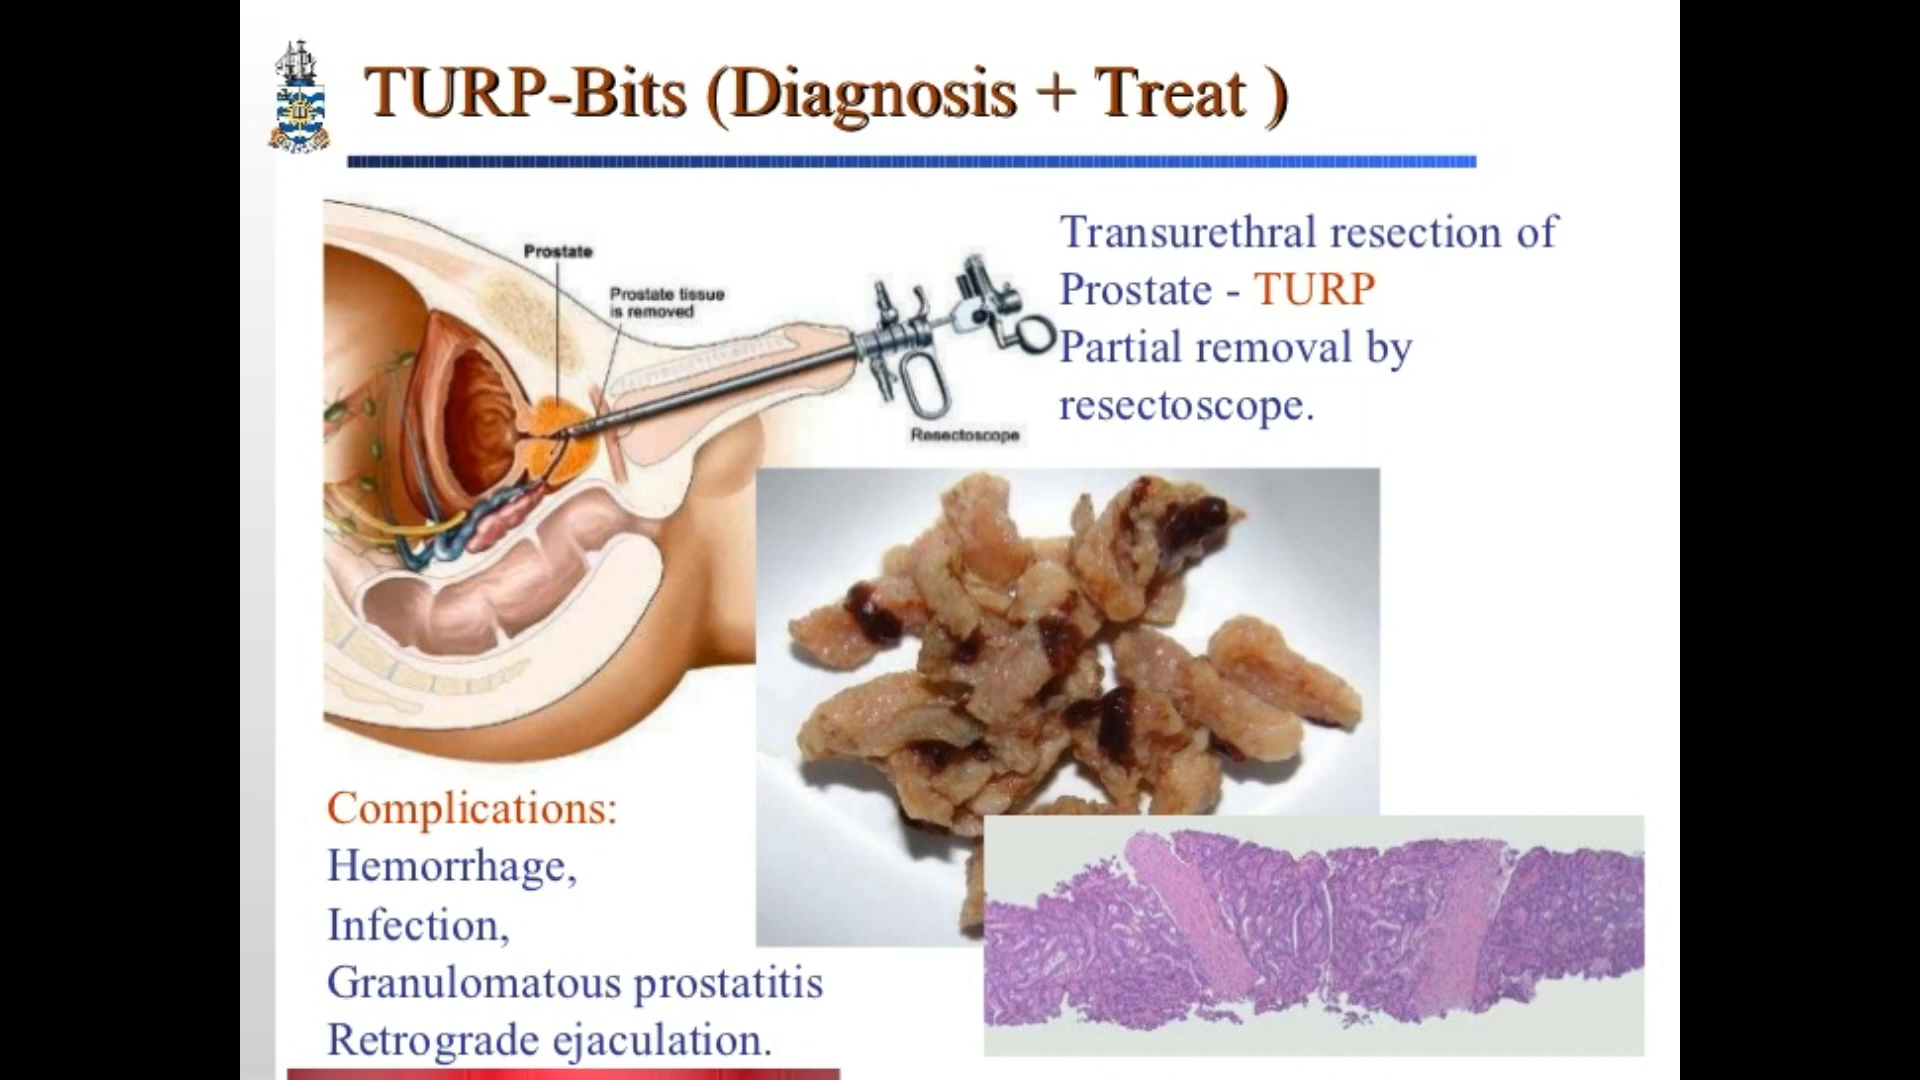 TURP-Bits (Diagnosis + Treat )
Prostate
Prostate tissue
is removed
Resectoscope
Transurethral resection of
Prostate - TURP
Partial removal by
resectoscope.
Complications:
Hemorrhage,
Infection,
Granulomatous prostatitis
Retrograde ejaculation.